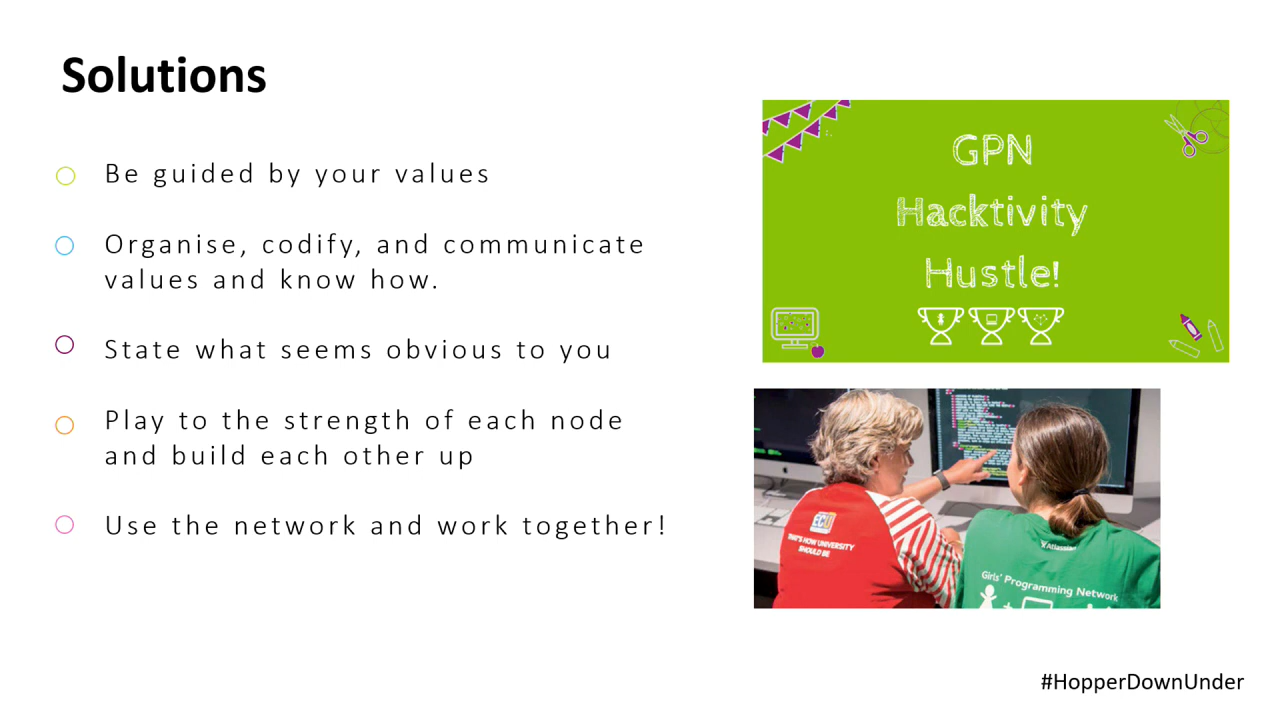 Solutions
Be guided by your values
Organise, codify, and communicate
values and know how.
State what seems obvious to you
Play to the strength of each node
and build each other up
Use the network and work together!
GPN
Hacktivity
Hustle!
ECU
THAT'S HOW UNIVERSITY
SHOULD BE
Atlassian
Girls' Programming Network
#HopperDownUnder